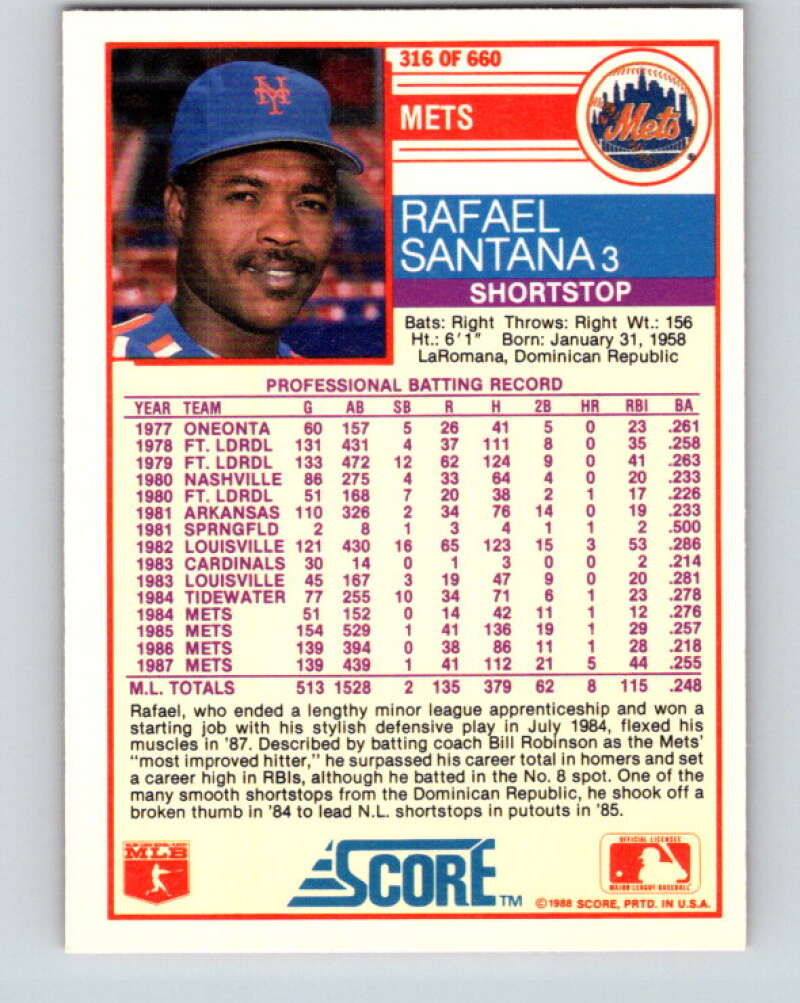 316 OF 660
METS
Mets
NY
RAFAEL
SANTANA 3
SHORTSTOP
Bats: Right Throws: Right Wt.: 156
Ht.: 6'1" Born: January 31, 1958
LaRomana, Dominican Republic
PROFESSIONAL BATTING RECORD
YEAR TEAM G AB SB R H 2B HR RBI BA
1977 ONEONTA 60 157 5 26 41 5 0 23 .261
1978 FT. LDRDL 131 431 4 37 111 8 0 35 .258
1979 FT. LDRDL 133 472 12 62 124 9 0 41 .263
1980 NASHVILLE 86 275 4 33 64 4 0 20 .233
1980 FT. LDRDL 51 168 7 20 38 2 1 17 .226
1981 ARKANSAS 110 326 2 34 76 14 0 19 .233
1981 SPRNGFLD 2 8 1 3 4 1 1 2 .500
1982 LOUISVILLE 121 430 16 65 123 15 3 53 .286
1983 CARDINALS 30 14 0 1 3 0 0 2 .214
1983 LOUISVILLE 45 167 3 19 47 9 0 20 .281
1984 TIDEWATER 77 255 10 34 71 6 1 23 .278
1984 METS 51 152 0 14 42 11 1 12 .276
1985 METS 154 529 1 41 136 19 1 29 .257
1986 METS 139 394 0 38 86 11 1 28 .218
1987 METS 139 439 1 41 112 21 5 44 .255
M.L. TOTALS 513 1528 2 135 379 62 8 115 .248
Rafael, who ended a lengthy minor league apprenticeship and won a
starting job with his stylish defensive play in July 1984, flexed his
muscles in '87. Described by batting coach Bill Robinson as the Mets'
"most improved hitter," he surpassed his career total in homers and set
a career high in RBIs, although he batted in the No. 8 spot. One of the
many smooth shortstops from the Dominican Republic, he shook off a
broken thumb in '84 to lead N.L. shortstops in putouts in '85.
MLB
SCORE™
OFFICIAL LICENSEE
MAJOR LEAGUE BASEBALL
©1988 SCORE, PRTD. IN U.S.A.